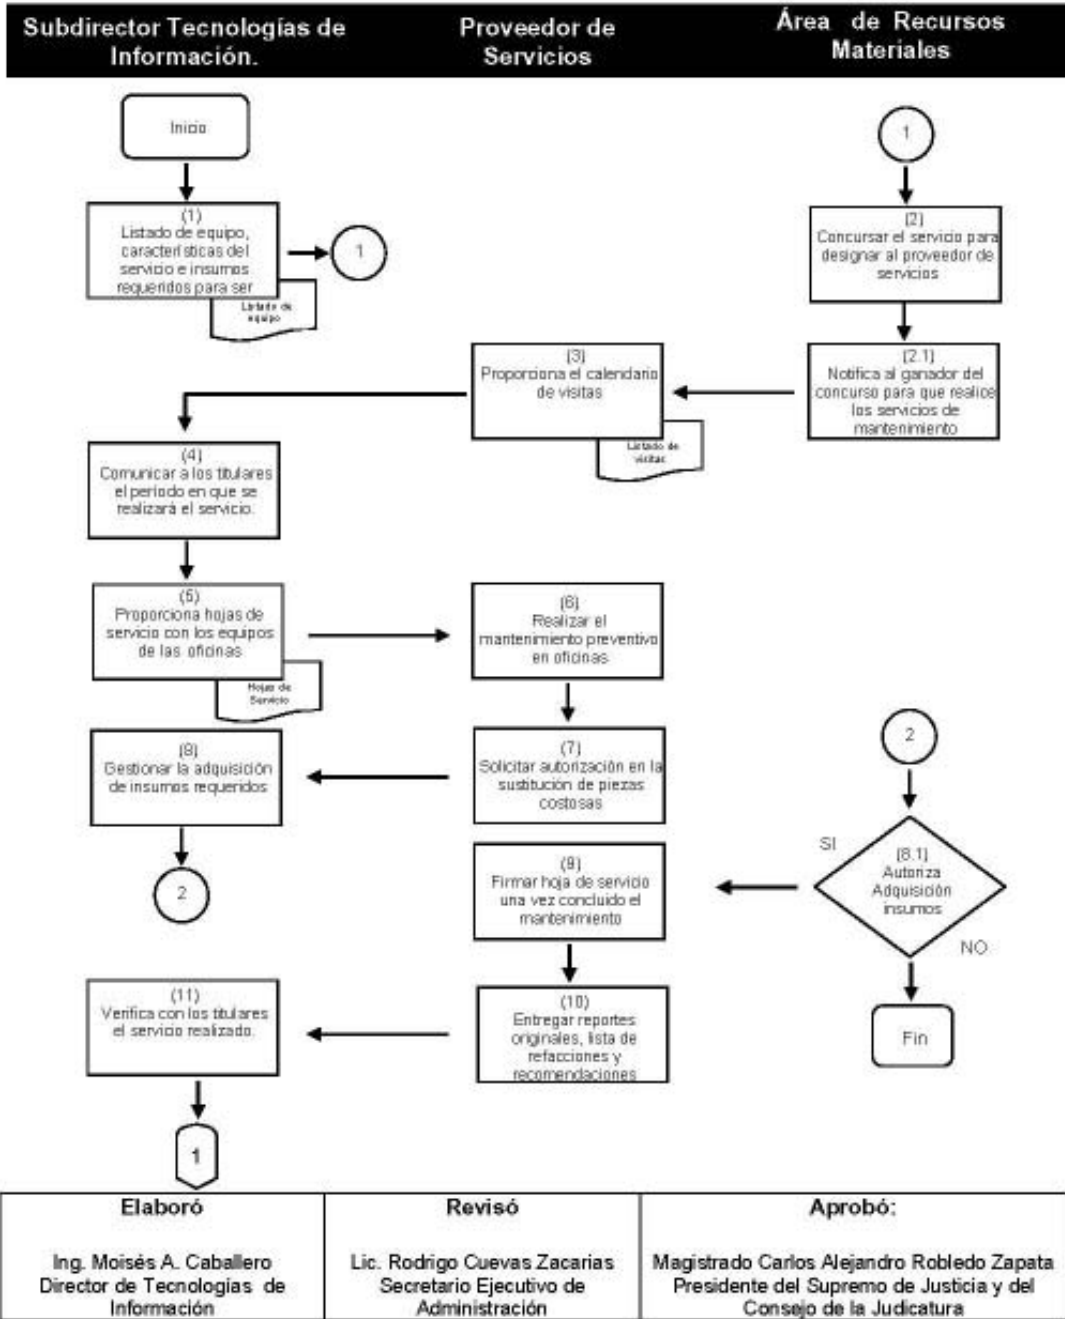 Subdirector Tecnologías de
Información.
Proveedor de
Servicios
Área de Recursos
Materiales
Inicio
1
(1)
Listado de equipo,
características del
servicio e insumos
requeridos para ser
1
Listado de
equipo
(2)
Concursar el servicio para
designar al proveedor de
servicios
(3)
Proporciona el calendario
de visitas
Listado de
visitas
(2.1)
Notifica al ganador del
concurso para que realice
los servicios de
mantenimiento
(4)
Comunicar a los titulares
el período en que se
realizará el servicio.
(5)
Proporciona hojas de
servicio con los equipos
de las oficinas
Hojas de
Servicio
(6)
Realizar el
mantenimiento preventivo
en oficinas
(8)
Gestionar la adquisición
de insumos requeridos
(7)
Solicitar autorización en la
sustitución de piezas
costosas
2
2
(9)
Firmar hoja de servicio
una vez concluido el
mantenimiento
SI
(8.1)
Autoriza
Adquisición
insumos
NO
(11)
Verifica con los titulares
el servicio realizado.
(10)
Entregar reportes
originales, lista de
refacciones y
recomendaciones
Fin
1
Elaboró
Ing. Moisés A. Caballero
Director de Tecnologías de
Información
Revisó
Lic. Rodrigo Cuevas Zacarias
Secretario Ejecutivo de
Administración
Aprobó:
Magistrado Carlos Alejandro Robledo Zapata
Presidente del Supremo de Justicia y del
Consejo de la Judicatura